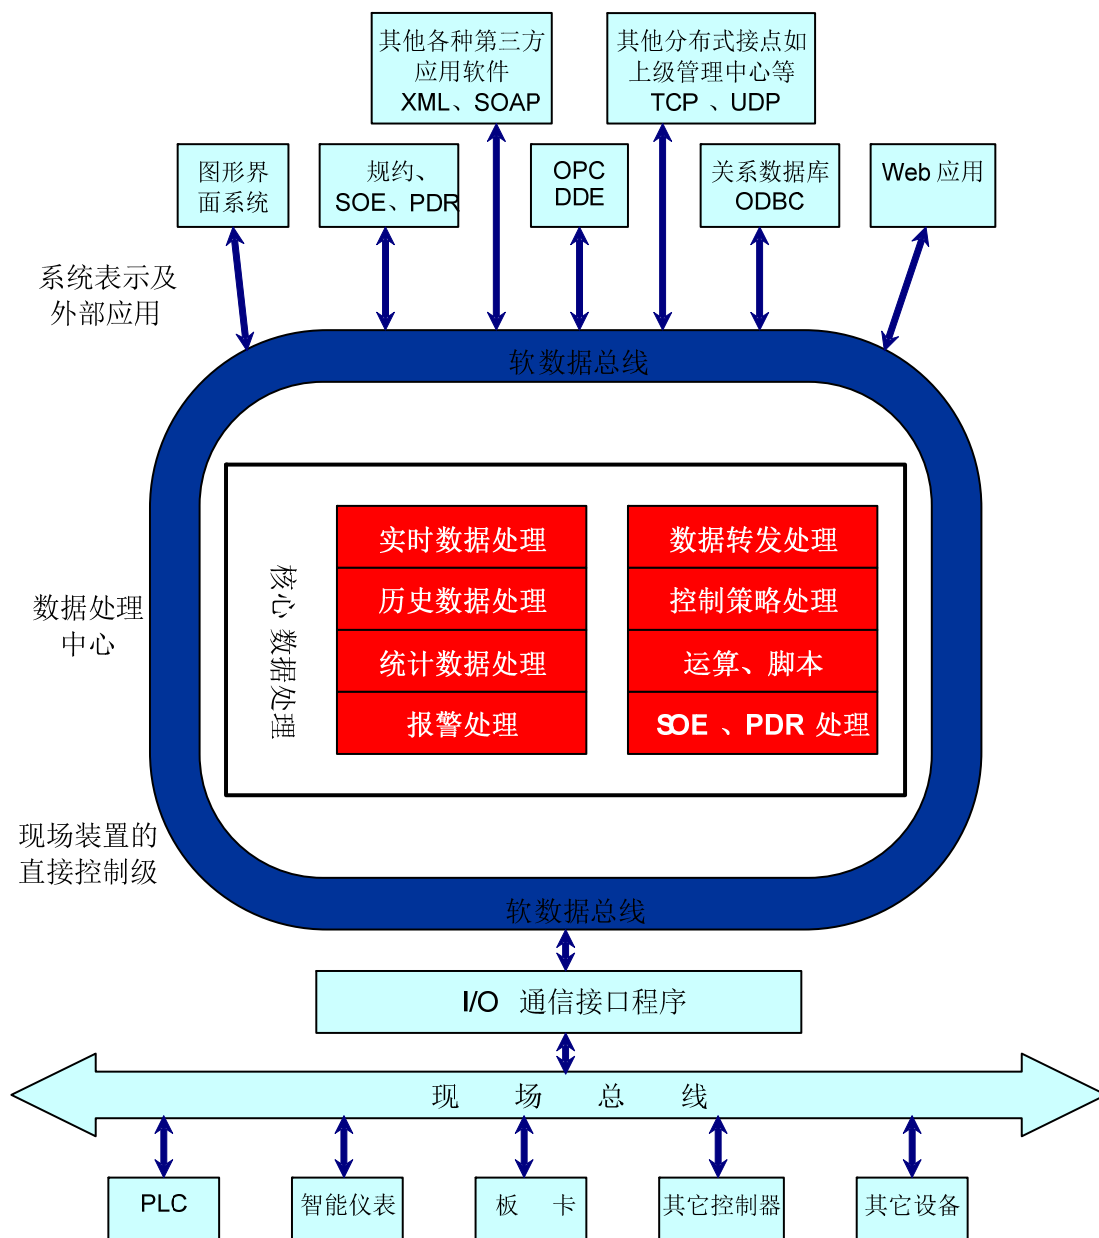 其他各种第三方
应用软件
XML、SOAP
其他分布式接点如
上级管理中心等
TCP 、UDP
图形界
面系统
规约、
SOE、PDR
OPC
DDE
关系数据库
ODBC
Web 应用
系统表示及
外部应用
软数据总线
数据处理
中心
核心 数据处理
实时数据处理
历史数据处理
统计数据处理
报警处理
数据转发处理
控制策略处理
运算、脚本
SOE 、PDR 处理
现场装置的
直接控制级
软数据总线
I/O 通信接口程序
现 场 总 线
PLC
智能仪表
板 卡
其它控制器
其它设备